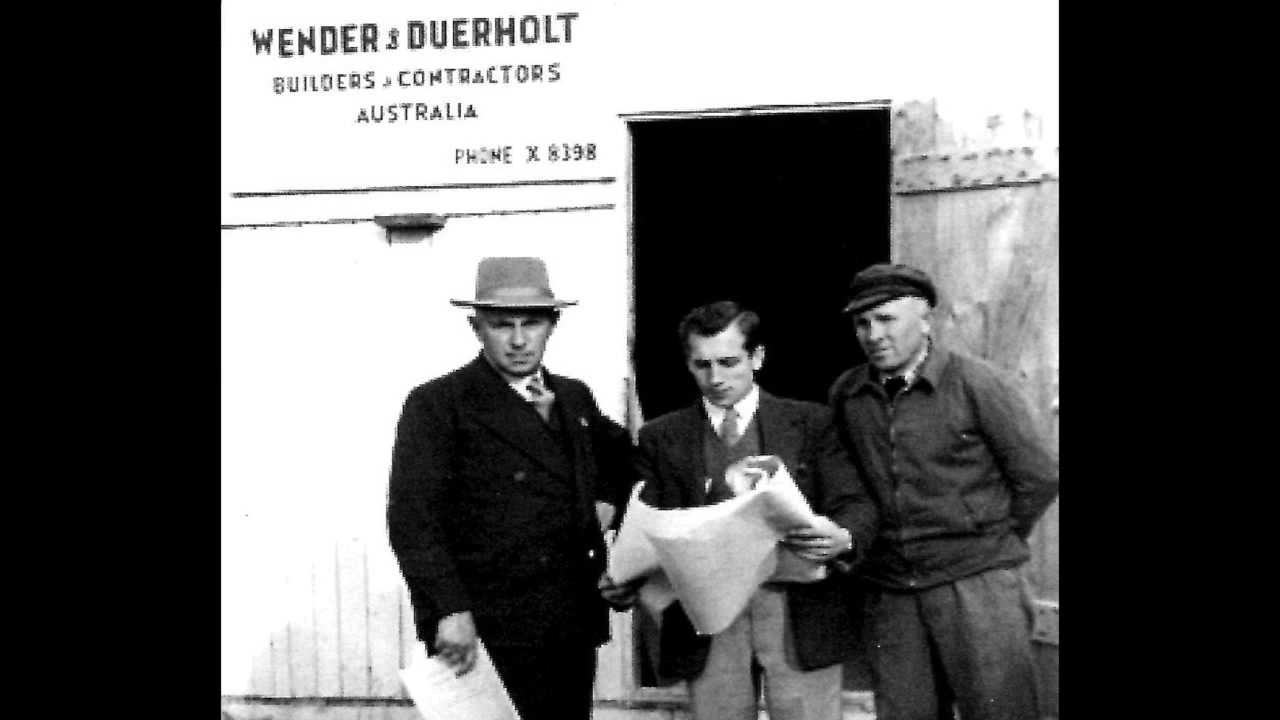 WENDER & DUERHOLT
BUILDERS & CONTRACTORS
AUSTRALIA
PHONE X 8398